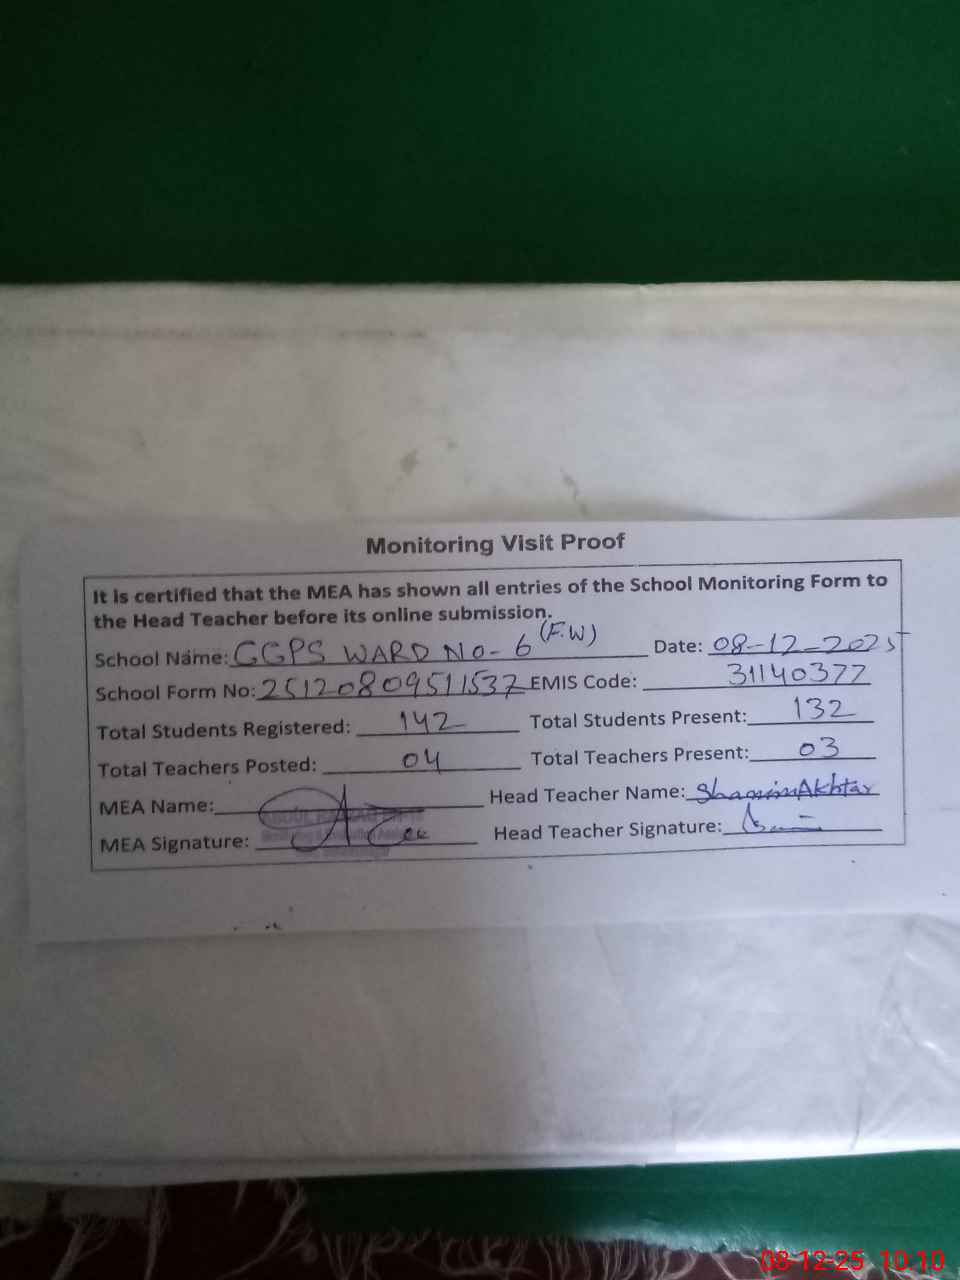 Monitoring Visit Proof
It is certified that the MEA has shown all entries of the School Monitoring Form to
the Head Teacher before its online submission.
School Name: GGPS WARD NO-6 (F.W) Date: 08-12-2025
School Form No: 25120809511537 EMIS Code: 31140377
Total Students Registered: 142 Total Students Present: 132
Total Teachers Posted: 04 Total Teachers Present: 03
MEA Name: Head Teacher Name: Shamim Akhtar
MEA Signature: Head Teacher Signature:
08-12-25 10:10